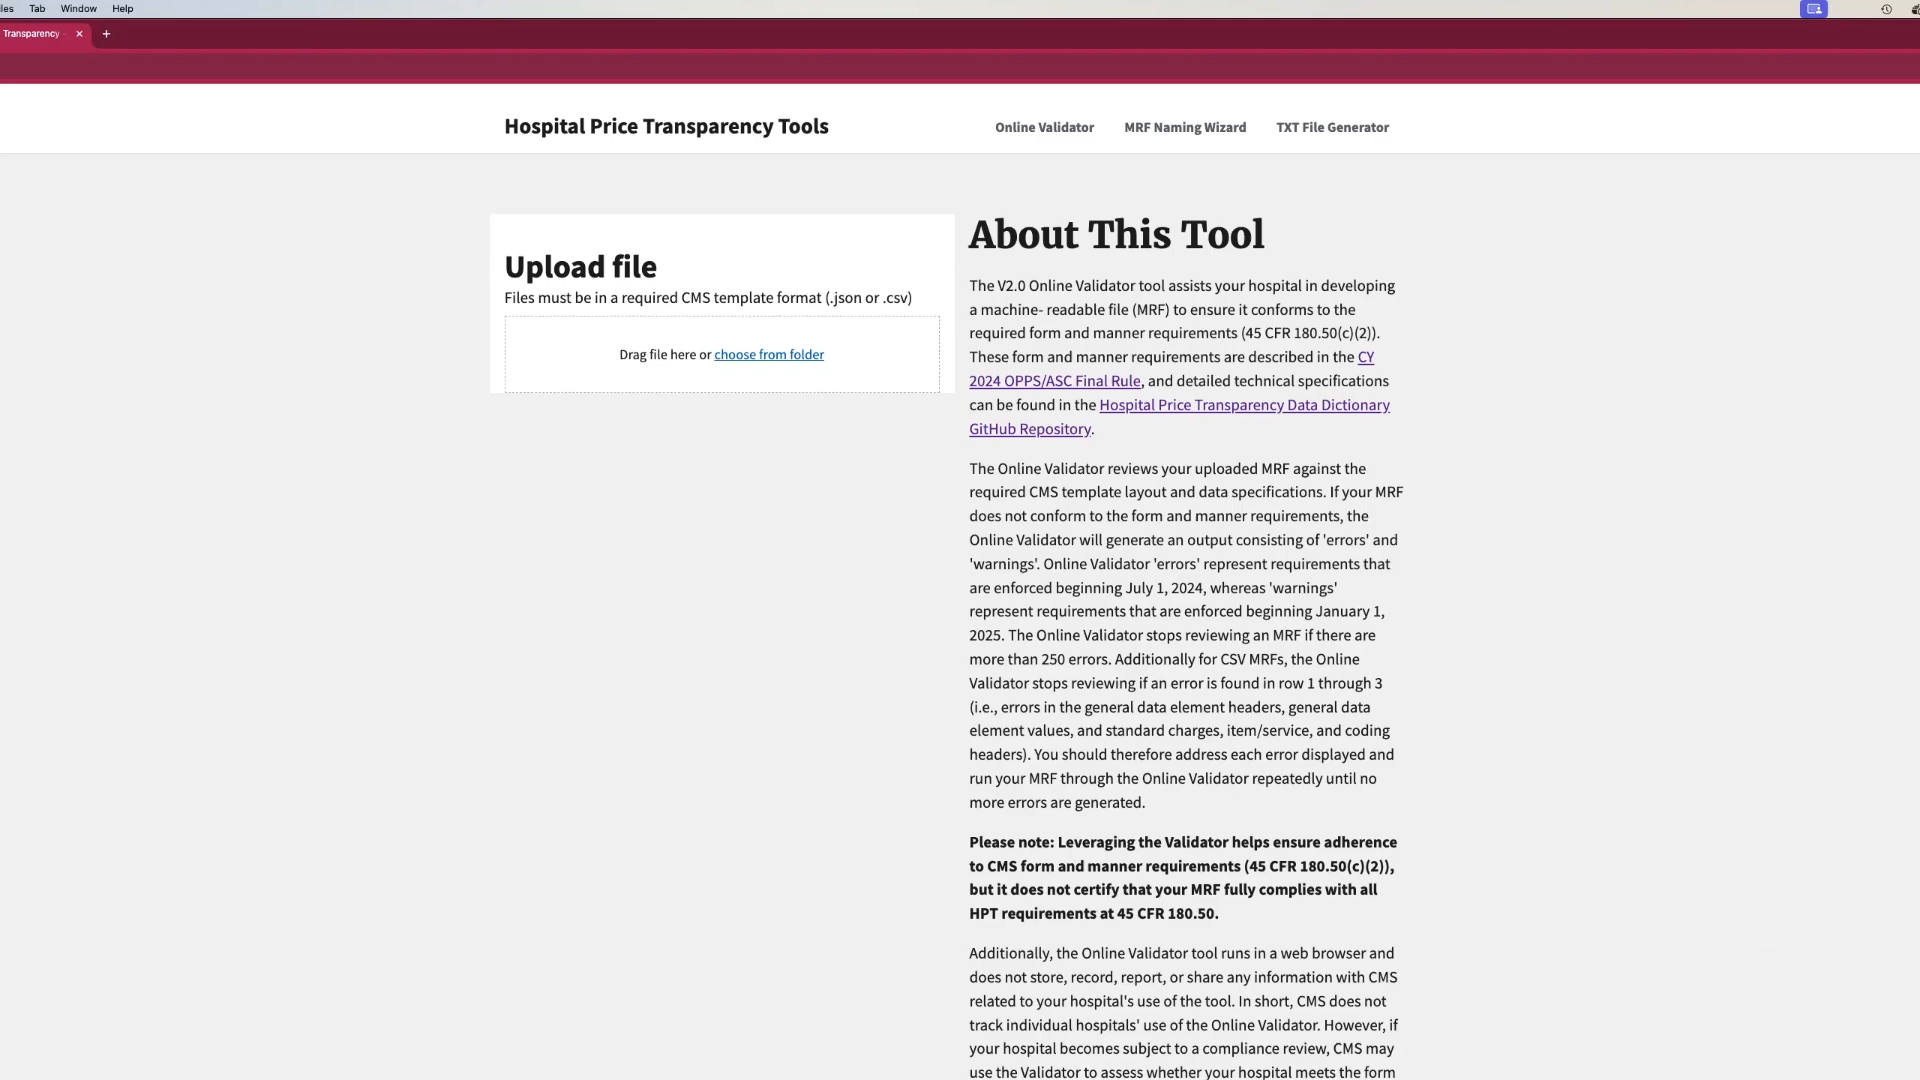 Tab Window Help
Transparency
Hospital Price Transparency Tools
Online Validator MRF Naming Wizard TXT File Generator
Upload file
Files must be in a required CMS template format (.json or .csv)
Drag file here or choose from folder
About This Tool
The V2.0 Online Validator tool assists your hospital in developing
a machine- readable file (MRF) to ensure it conforms to the
required form and manner requirements (45 CFR 180.50(c)(2)).
These form and manner requirements are described in the CY
2024 OPPS/ASC Final Rule, and detailed technical specifications
can be found in the Hospital Price Transparency Data Dictionary
GitHub Repository.
The Online Validator reviews your uploaded MRF against the
required CMS template layout and data specifications. If your MRF
does not conform to the form and manner requirements, the
Online Validator will generate an output consisting of 'errors' and
'warnings'. Online Validator 'errors' represent requirements that
are enforced beginning July 1, 2024, whereas 'warnings'
represent requirements that are enforced beginning January 1,
2025. The Online Validator stops reviewing an MRF if there are
more than 250 errors. Additionally for CSV MRFs, the Online
Validator stops reviewing if an error is found in row 1 through 3
(i.e., errors in the general data element headers, general data
element values, and standard charges, item/service, and coding
headers). You should therefore address each error displayed and
run your MRF through the Online Validator repeatedly until no
more errors are generated.
Please note: Leveraging the Validator helps ensure adherence
to CMS form and manner requirements (45 CFR 180.50(c)(2)),
but it does not certify that your MRF fully complies with all
HPT requirements at 45 CFR 180.50.
Additionally, the Online Validator tool runs in a web browser and
does not store, record, report, or share any information with CMS
related to your hospital's use of the tool. In short, CMS does not
track individual hospitals' use of the Online Validator. However, if
your hospital becomes subject to a compliance review, CMS may
use the Validator to assess whether your hospital meets the form